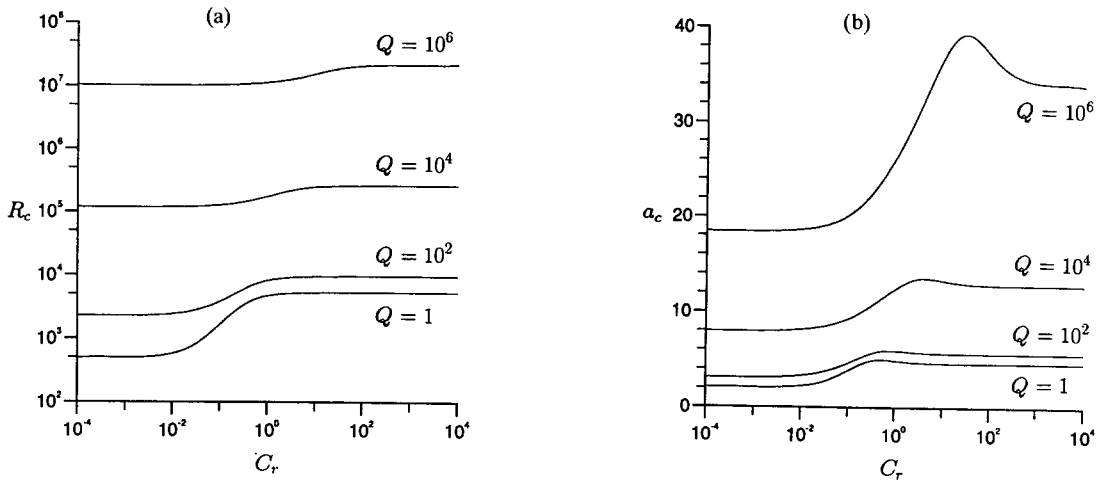 (a)
10⁸
10⁷
10⁶
10⁵
10⁴
10³
10²
R_c
Q = 10⁶
Q = 10⁴
Q = 10²
Q = 1
10⁻⁴ 10⁻² 10⁰ 10² 10⁴
C_r
(b)
40
30
20
10
0
a_c
Q = 10⁶
Q = 10⁴
Q = 10²
Q = 1
10⁻⁴ 10⁻² 10⁰ 10² 10⁴
C_r